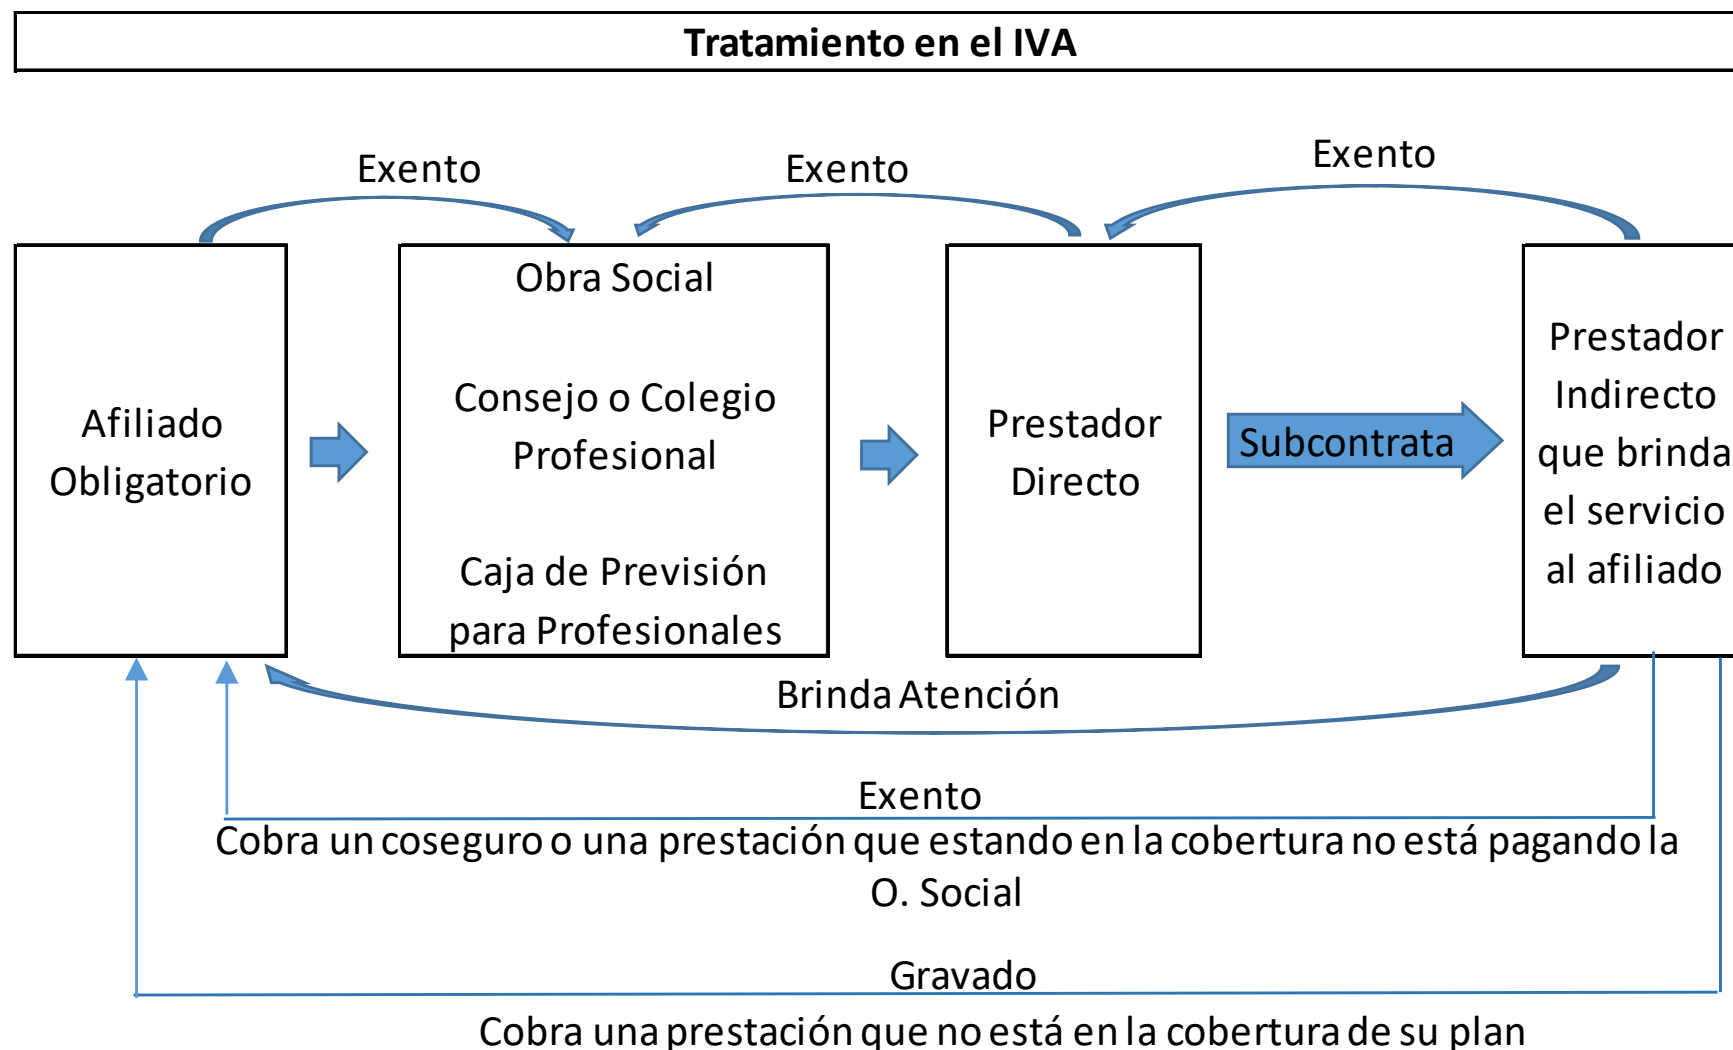 Tratamiento en el IVA
Exento
Exento
Exento
Afiliado
Obligatorio
Obra Social
Consejo o Colegio
Profesional
Caja de Previsión
para Profesionales
Prestador
Directo
Subcontrata
Prestador
Indirecto
que brinda
el servicio
al afiliado
Brinda Atención
Exento
Cobra un coseguro o una prestación que estando en la cobertura no está pagando la
O. Social
Gravado
Cobra una prestación que no está en la cobertura de su plan